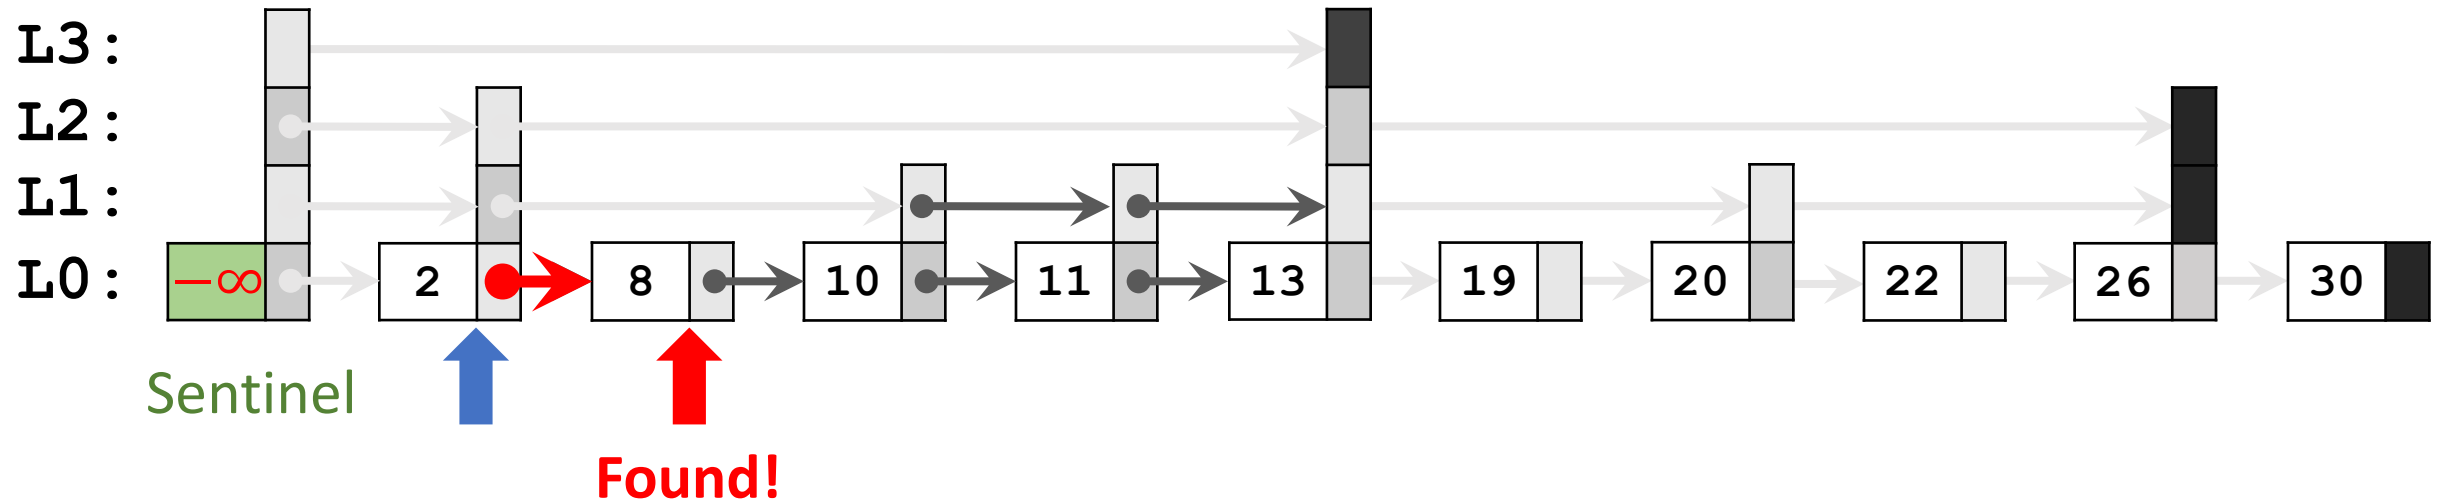 L3:
L2:
L1:
L0: −∞ 2 8 10 11 13 19 20 22 26 30
Sentinel
Found!